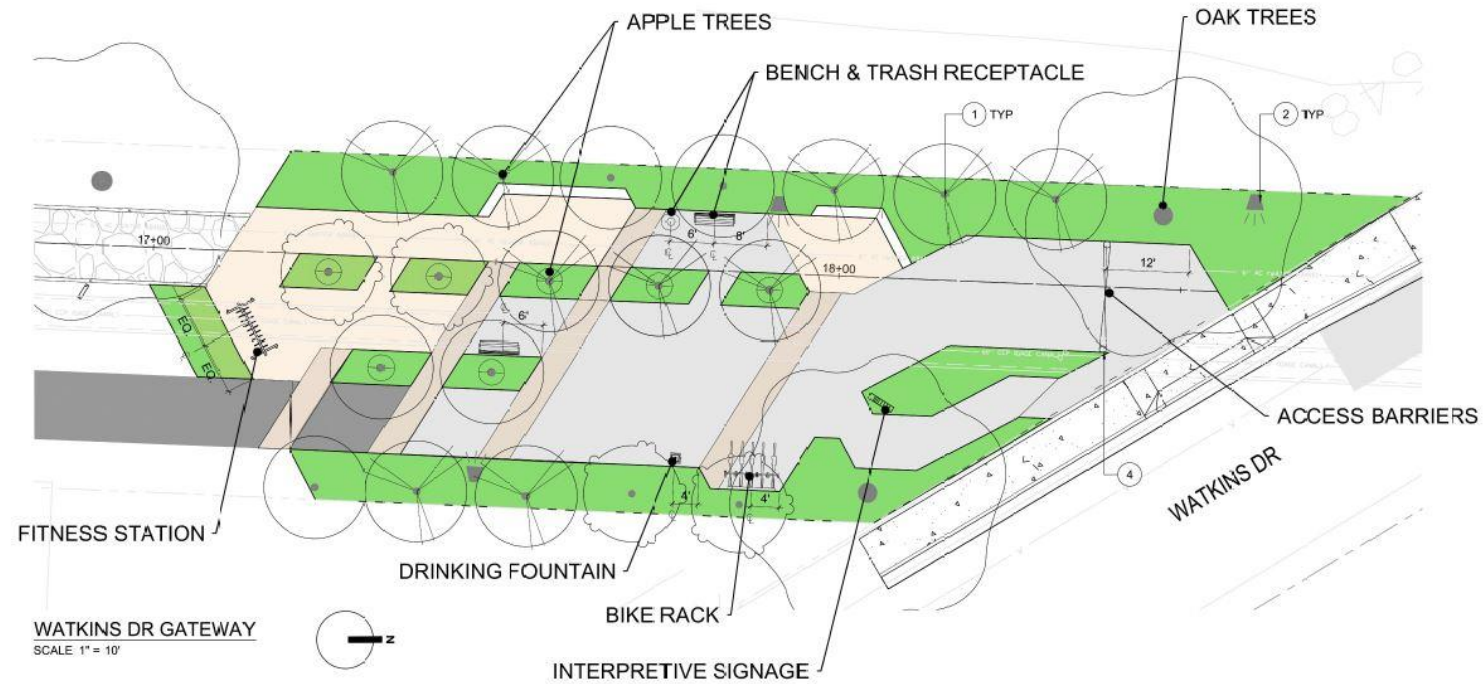 APPLE TREES
OAK TREES
BENCH & TRASH RECEPTACLE
1 TYP
2 TYP
17+00
6'
8'
18+00
12'
EQ.
EQ.
6'
ACCESS BARRIERS
4
WATKINS DR
4'
4'
FITNESS STATION
DRINKING FOUNTAIN
BIKE RACK
INTERPRETIVE SIGNAGE
WATKINS DR GATEWAY
SCALE 1" = 10'
N